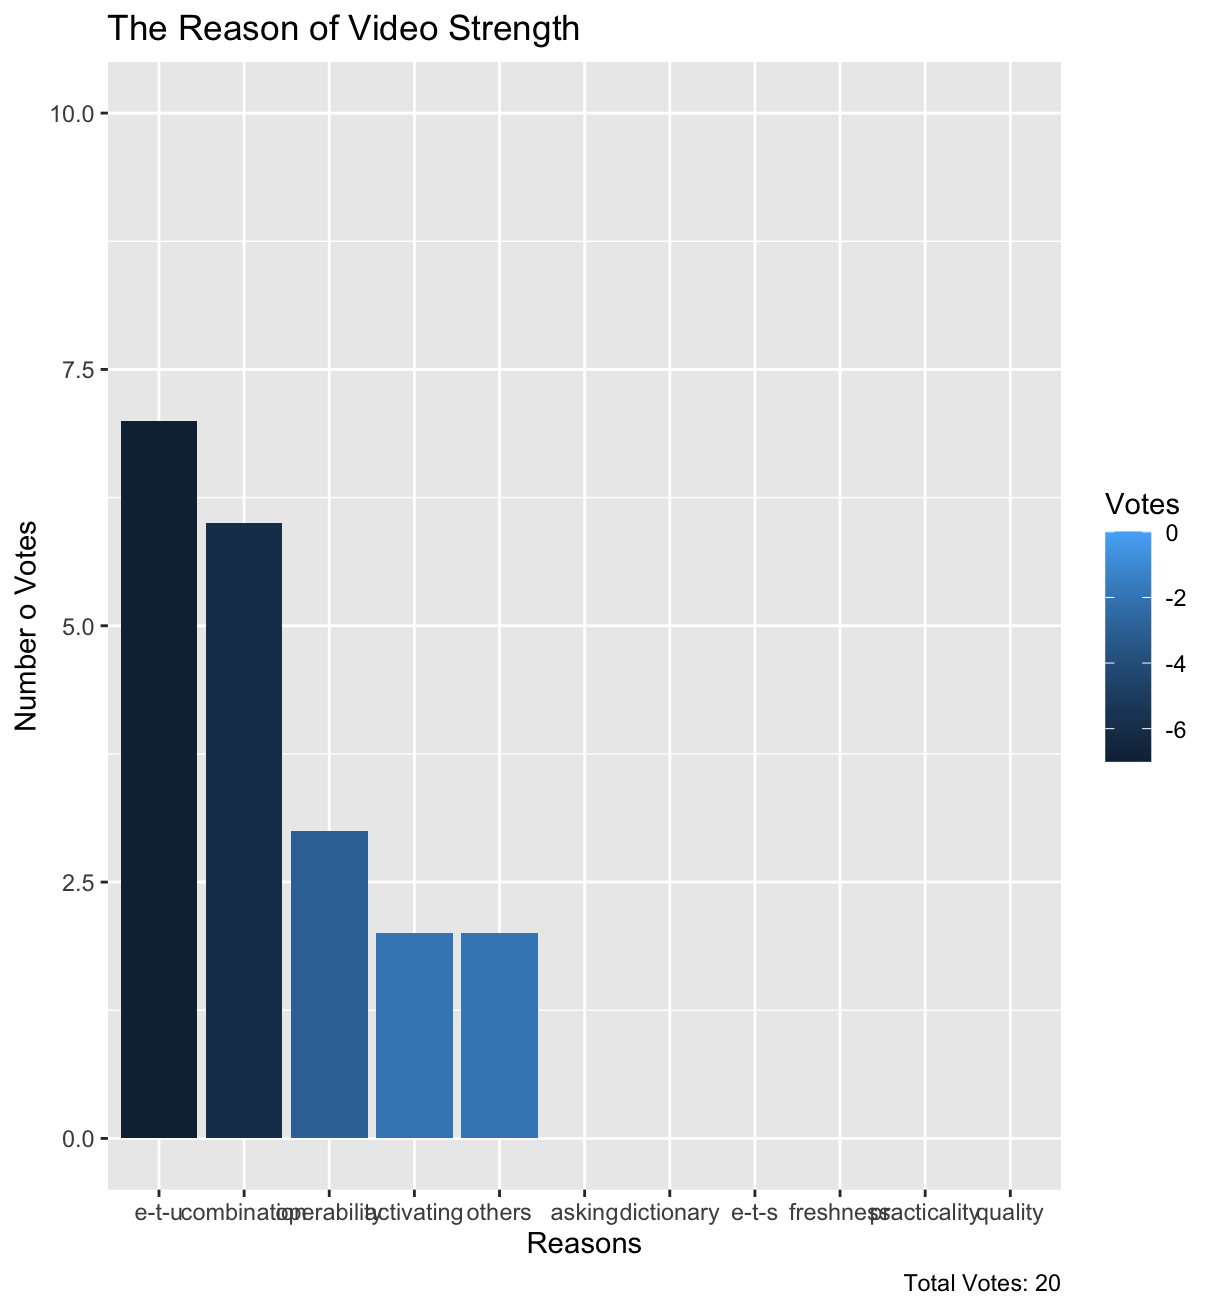 The Reason of Video Strength
10.0
7.5
5.0
2.5
0.0
Number o Votes
e-t-u combination operability activating others asking dictionary e-t-s freshness practicality quality
Reasons
Votes
0
-2
-4
-6
Total Votes: 20